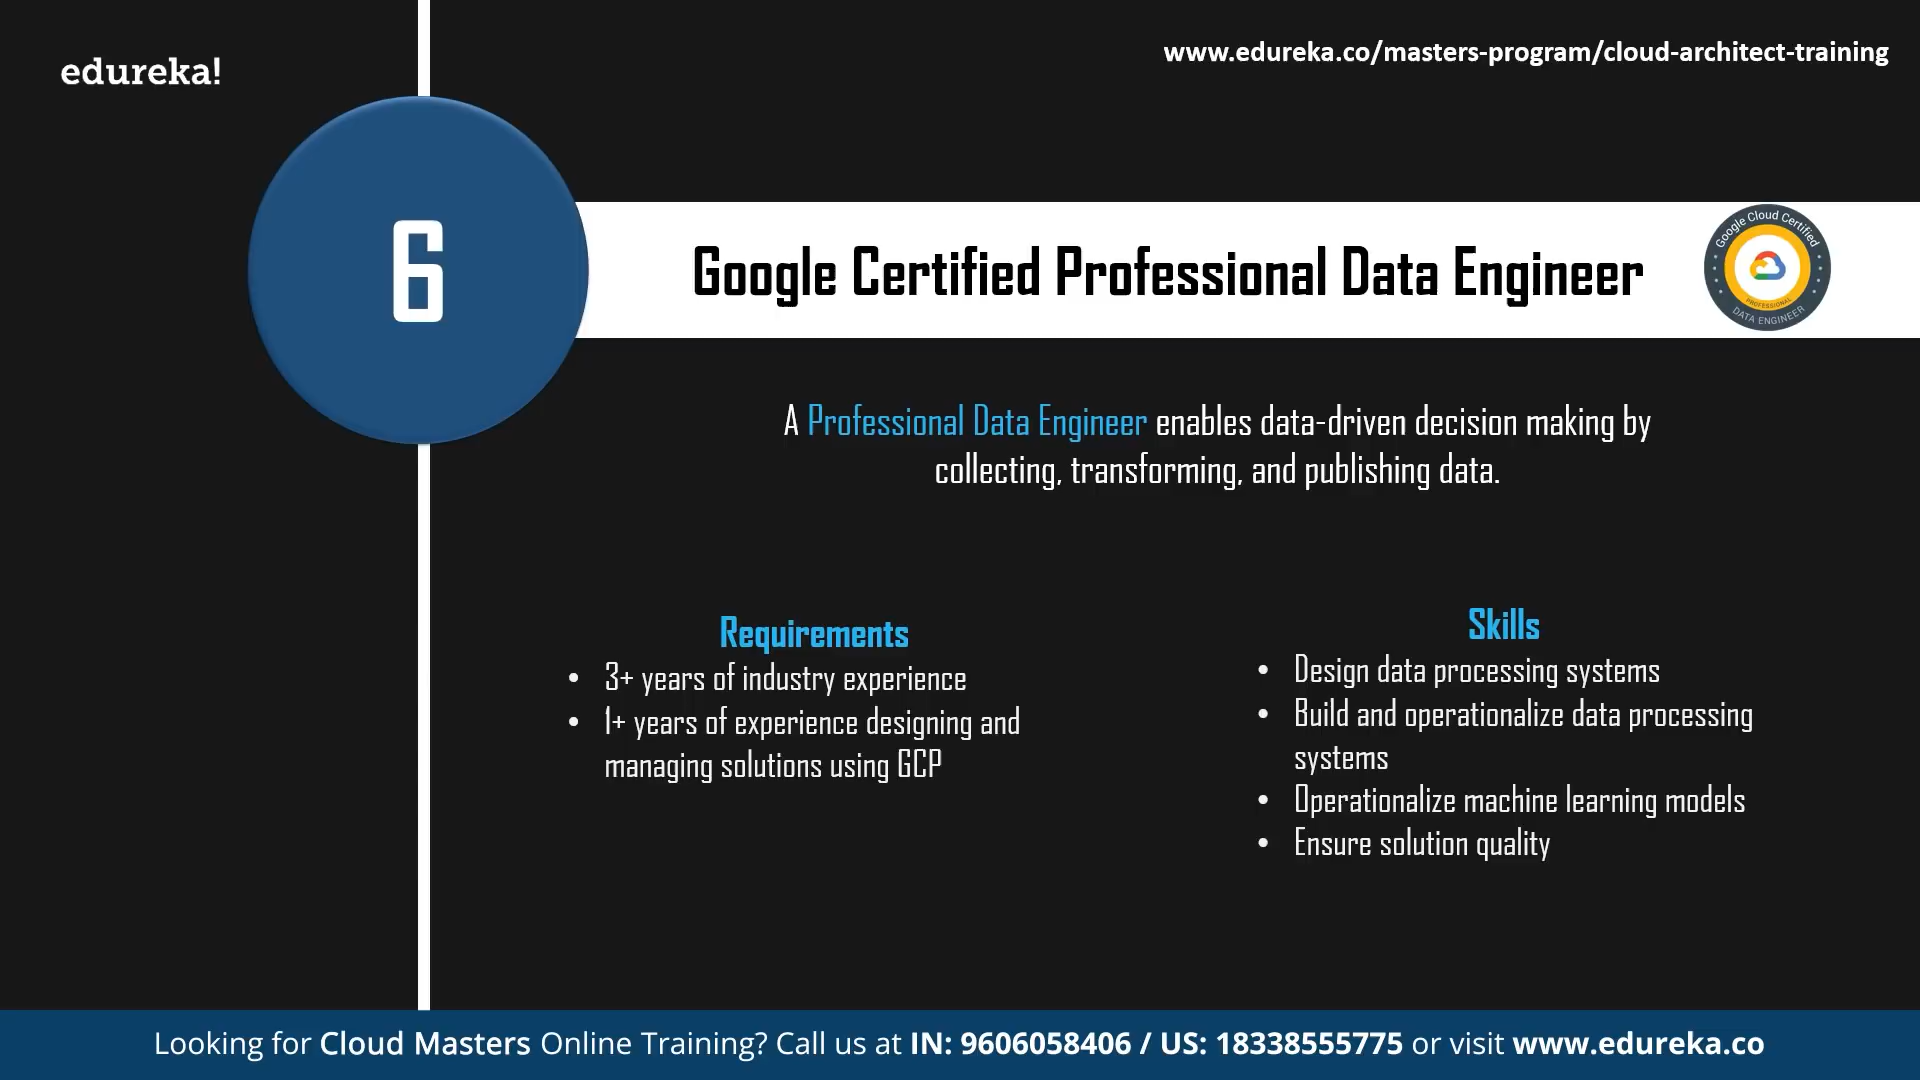 edureka!
www.edureka.co/masters-program/cloud-architect-training
6
Google Certified Professional Data Engineer
Google Cloud Certified
PROFESSIONAL
DATA ENGINEER
A Professional Data Engineer enables data-driven decision making by
collecting, transforming, and publishing data.
Requirements
• 3+ years of industry experience
• 1+ years of experience designing and
managing solutions using GCP
Skills
• Design data processing systems
• Build and operationalize data processing
systems
• Operationalize machine learning models
• Ensure solution quality
Looking for Cloud Masters Online Training? Call us at IN: 9606058406 / US: 18338555775 or visit www.edureka.co